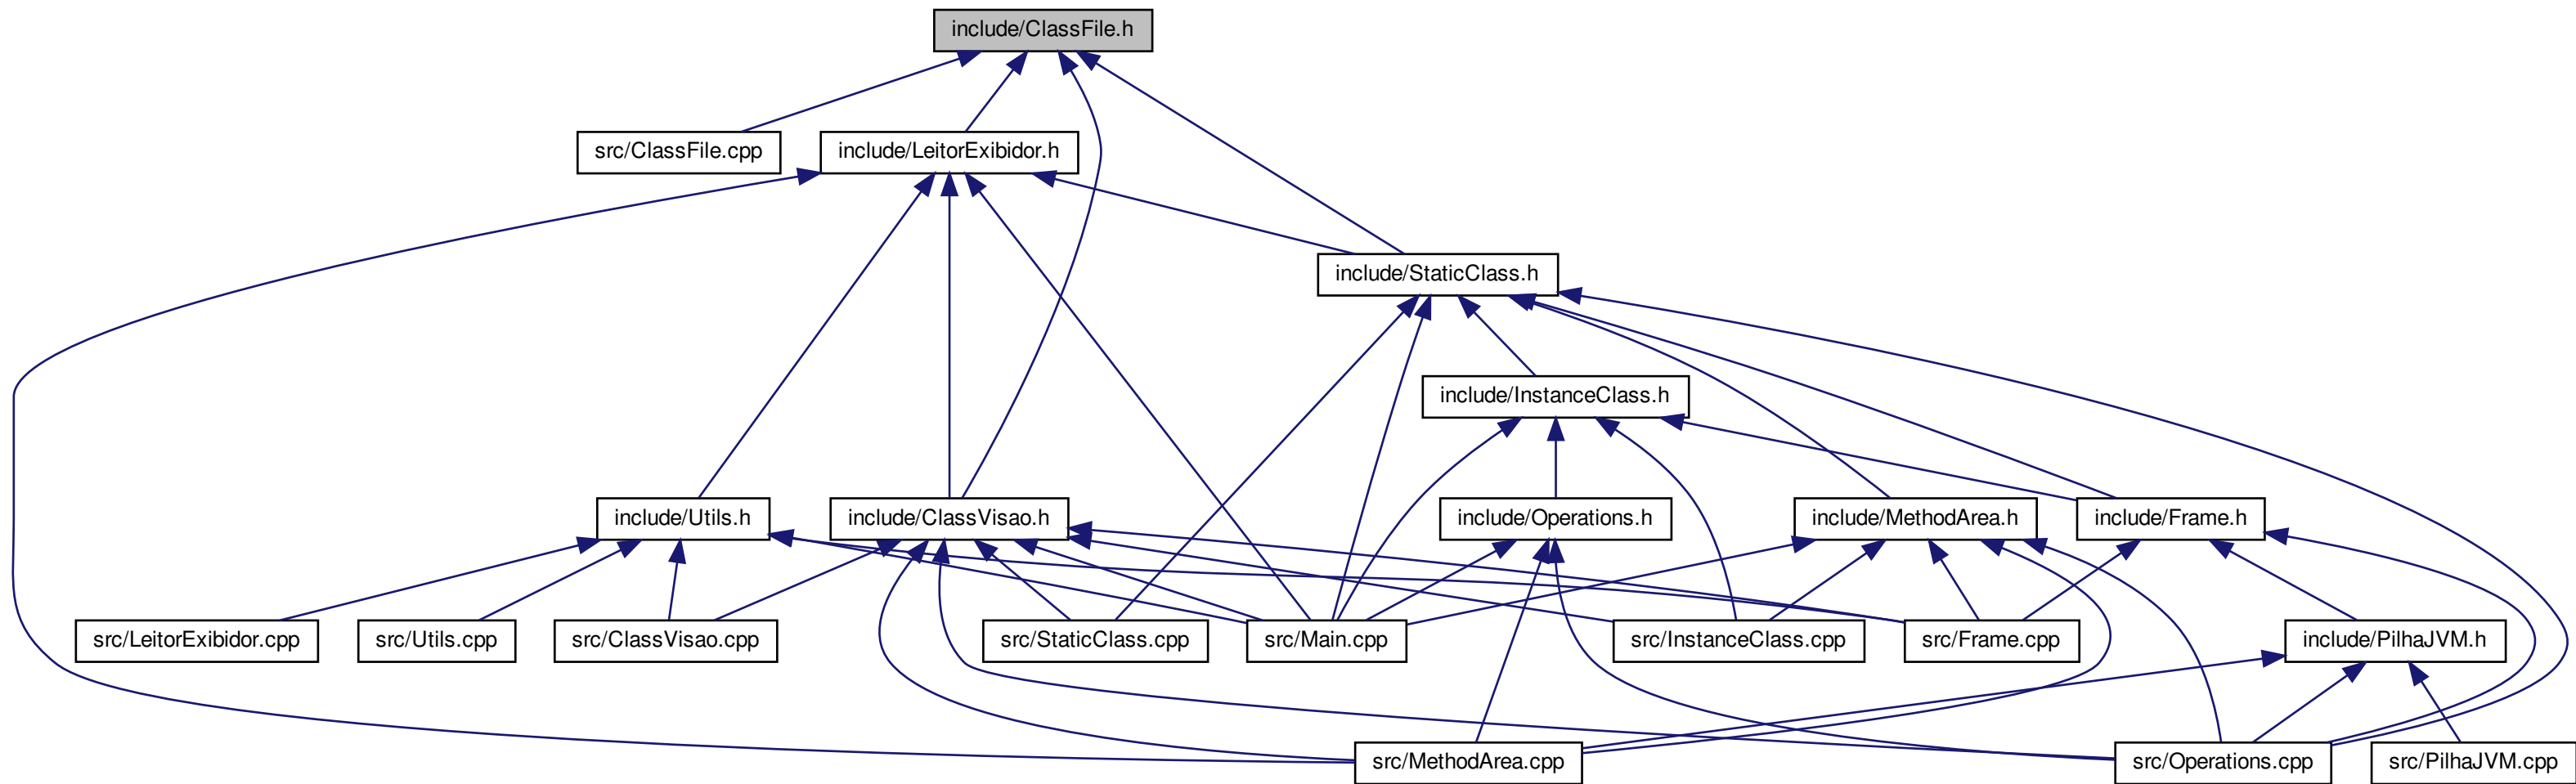 include/ClassFile.h
src/ClassFile.cpp
include/LeitorExibidor.h
include/StaticClass.h
include/InstanceClass.h
include/Utils.h
include/ClassVisao.h
include/Operations.h
include/MethodArea.h
include/Frame.h
src/LeitorExibidor.cpp
src/Utils.cpp
src/ClassVisao.cpp
src/StaticClass.cpp
src/Main.cpp
src/InstanceClass.cpp
src/Frame.cpp
include/PilhaJVM.h
src/MethodArea.cpp
src/Operations.cpp
src/PilhaJVM.cpp